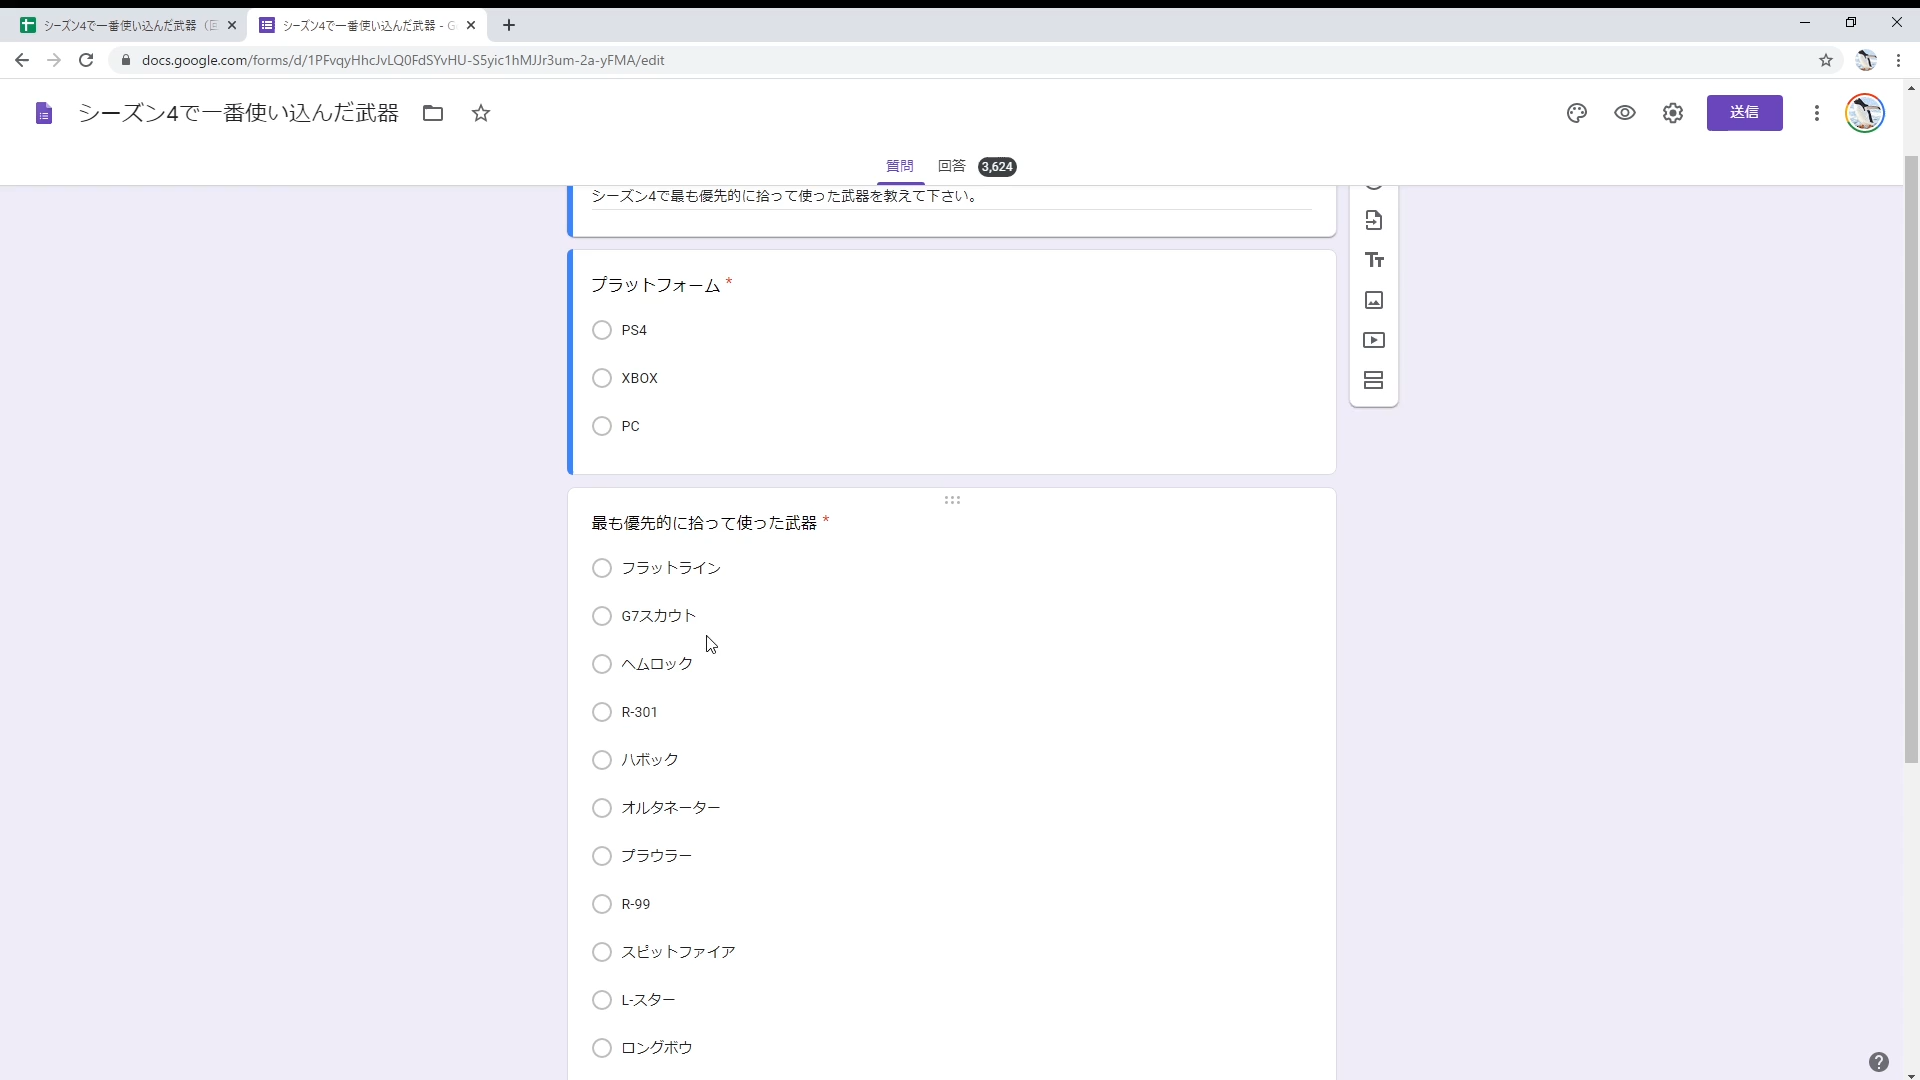 シーズン4で一番使い込んだ武器（回
シーズン4で一番使い込んだ武器 - G
docs.google.com/forms/d/1PFvqyHhcJvLQ0FdSYvHU-S5yic1hMJJr3um-2a-yFMA/edit
シーズン4で一番使い込んだ武器
送信
質問 回答 3,624
シーズン4で最も優先的に拾って使った武器を教えて下さい。
プラットフォーム *
PS4
XBOX
PC
最も優先的に拾って使った武器 *
フラットライン
G7スカウト
ヘムロック
R-301
ハボック
オルタネーター
プラウラー
R-99
スピットファイア
L-スター
ロングボウ